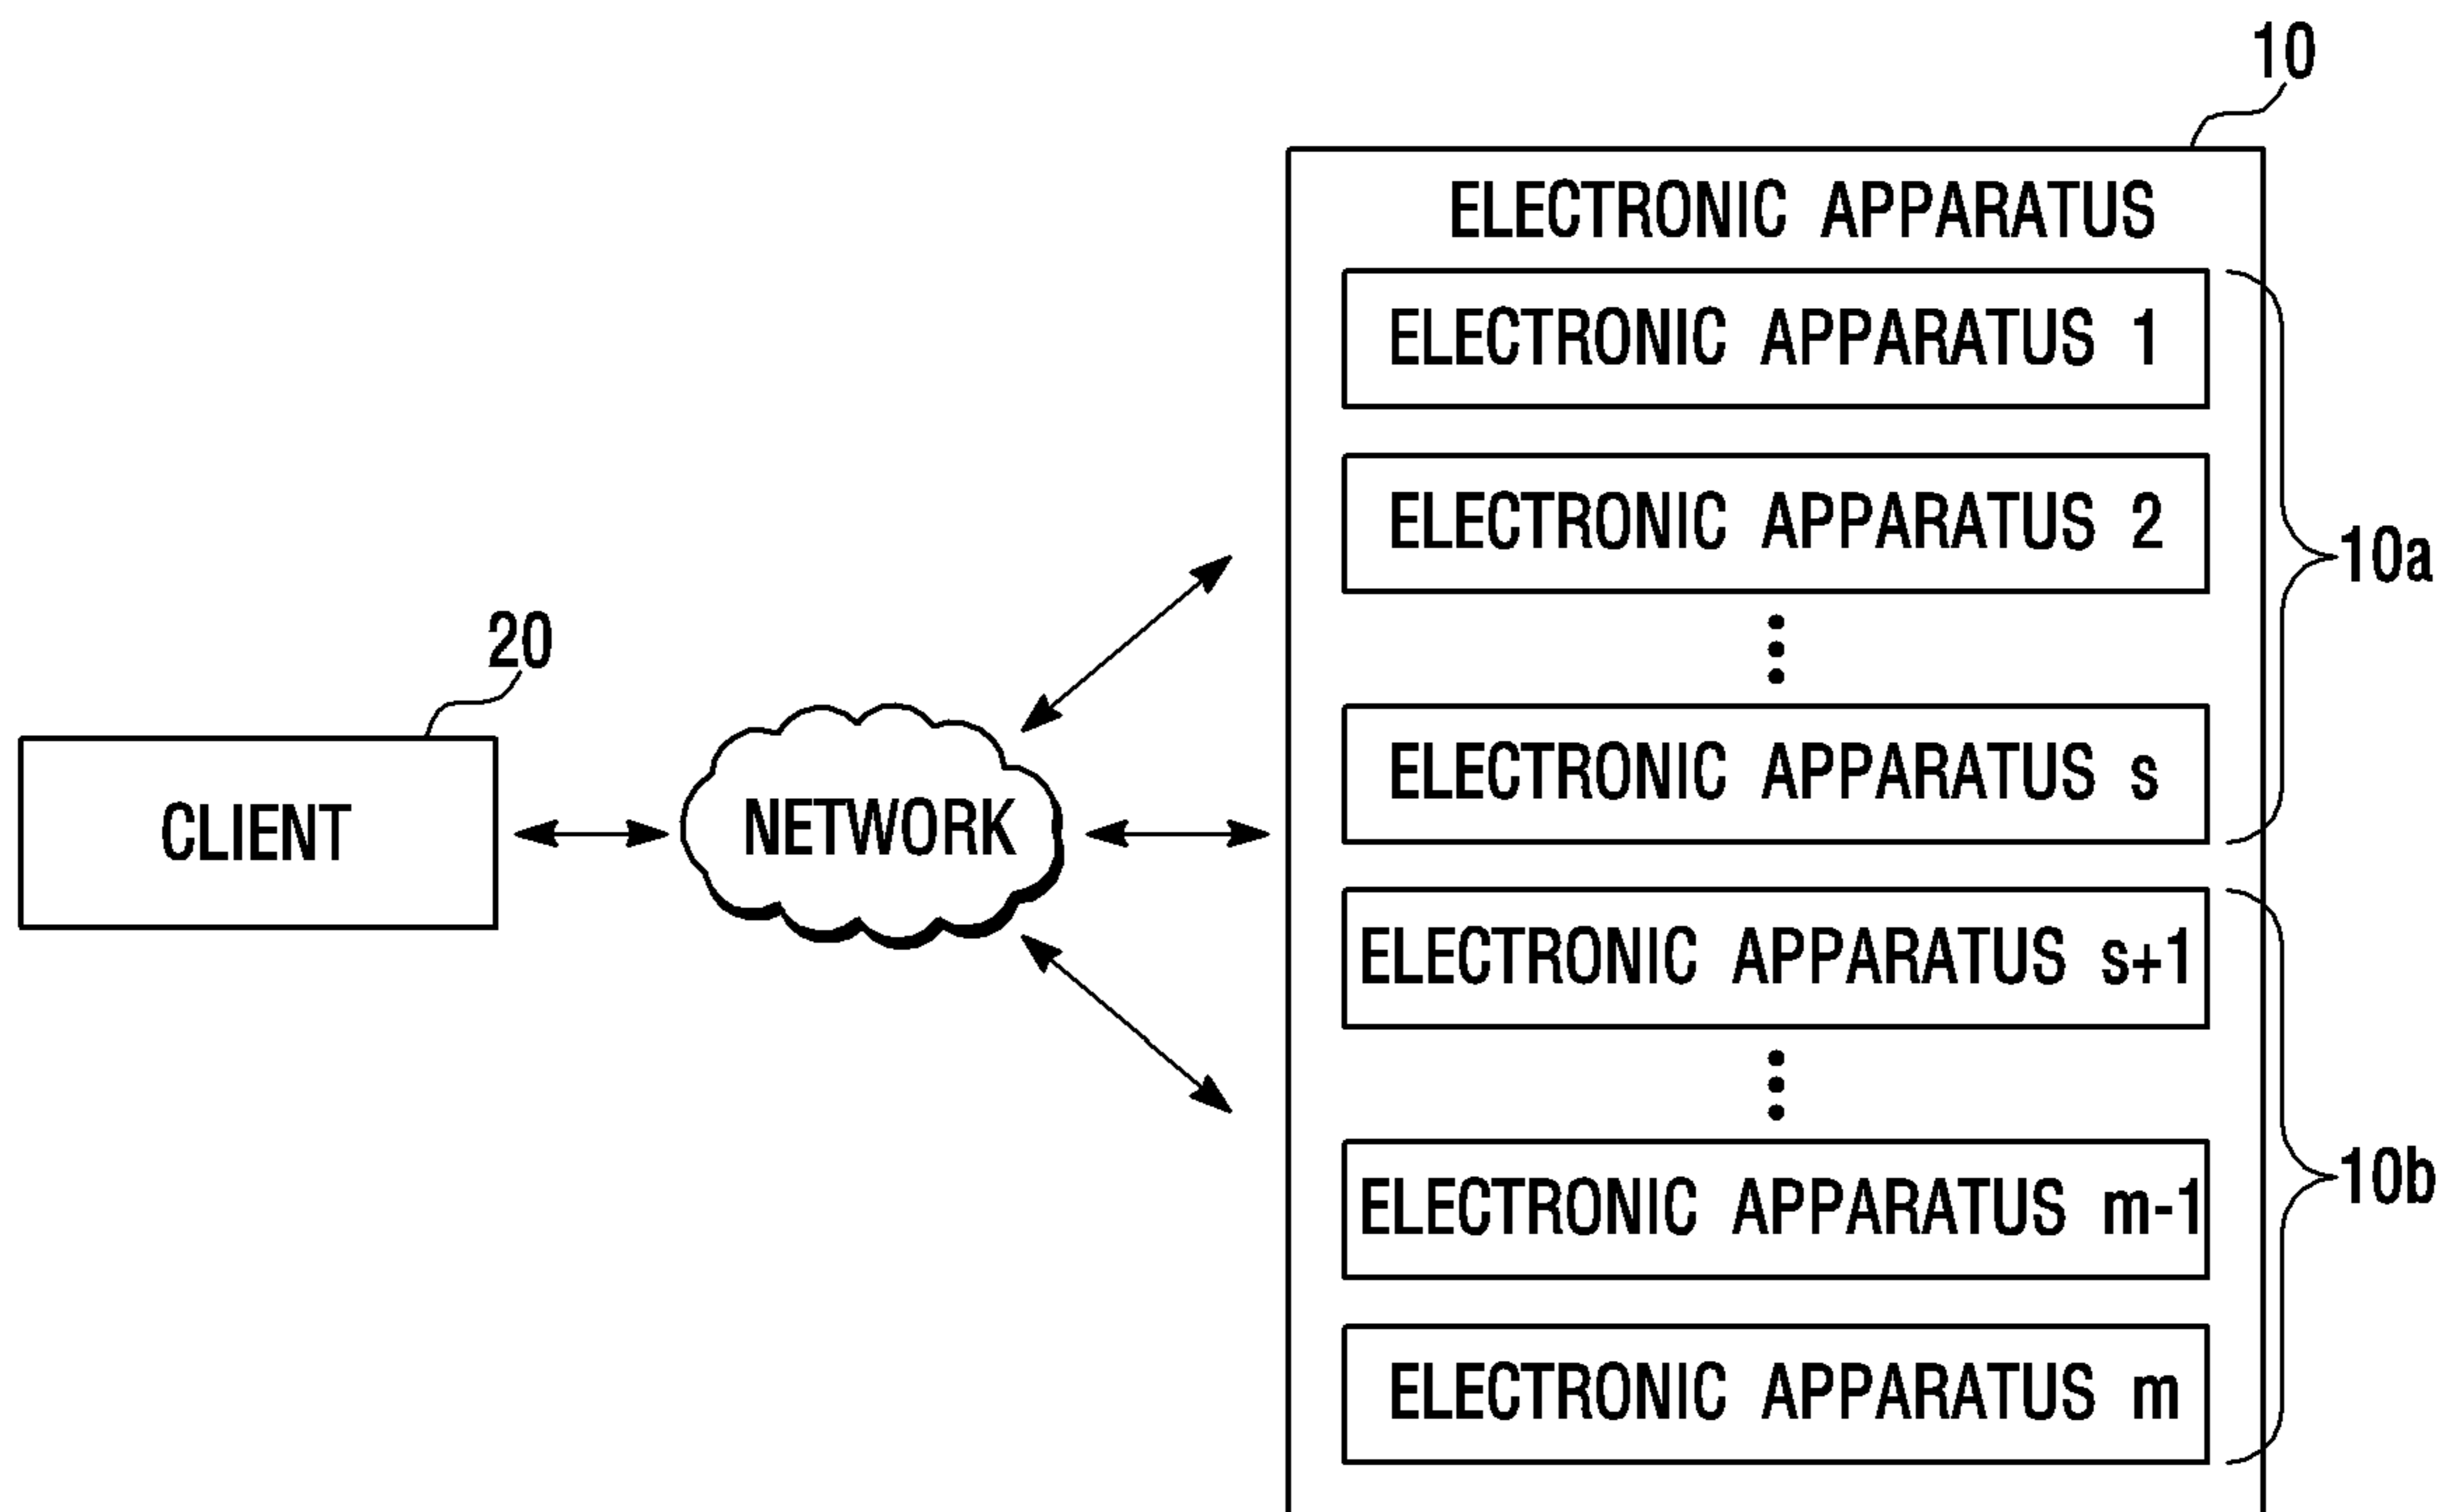 10
ELECTRONIC APPARATUS
ELECTRONIC APPARATUS 1
ELECTRONIC APPARATUS 2
10a
20
ELECTRONIC APPARATUS s
CLIENT
NETWORK
ELECTRONIC APPARATUS s+1
ELECTRONIC APPARATUS m-1
10b
ELECTRONIC APPARATUS m